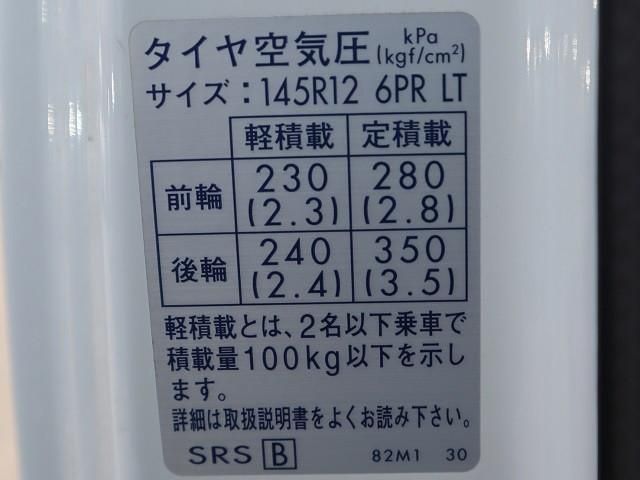 タイヤ空気圧 kPa (kgf/cm²)
サイズ：145R12 6PR LT
軽積載 定積載
前輪 230 (2.3) 280 (2.8)
後輪 240 (2.4) 350 (3.5)
軽積載とは、2名以下乗車で
積載量100kg以下を示し
ます。
詳細は取扱説明書をよくお読み下さい。
SRS B 82M1 30